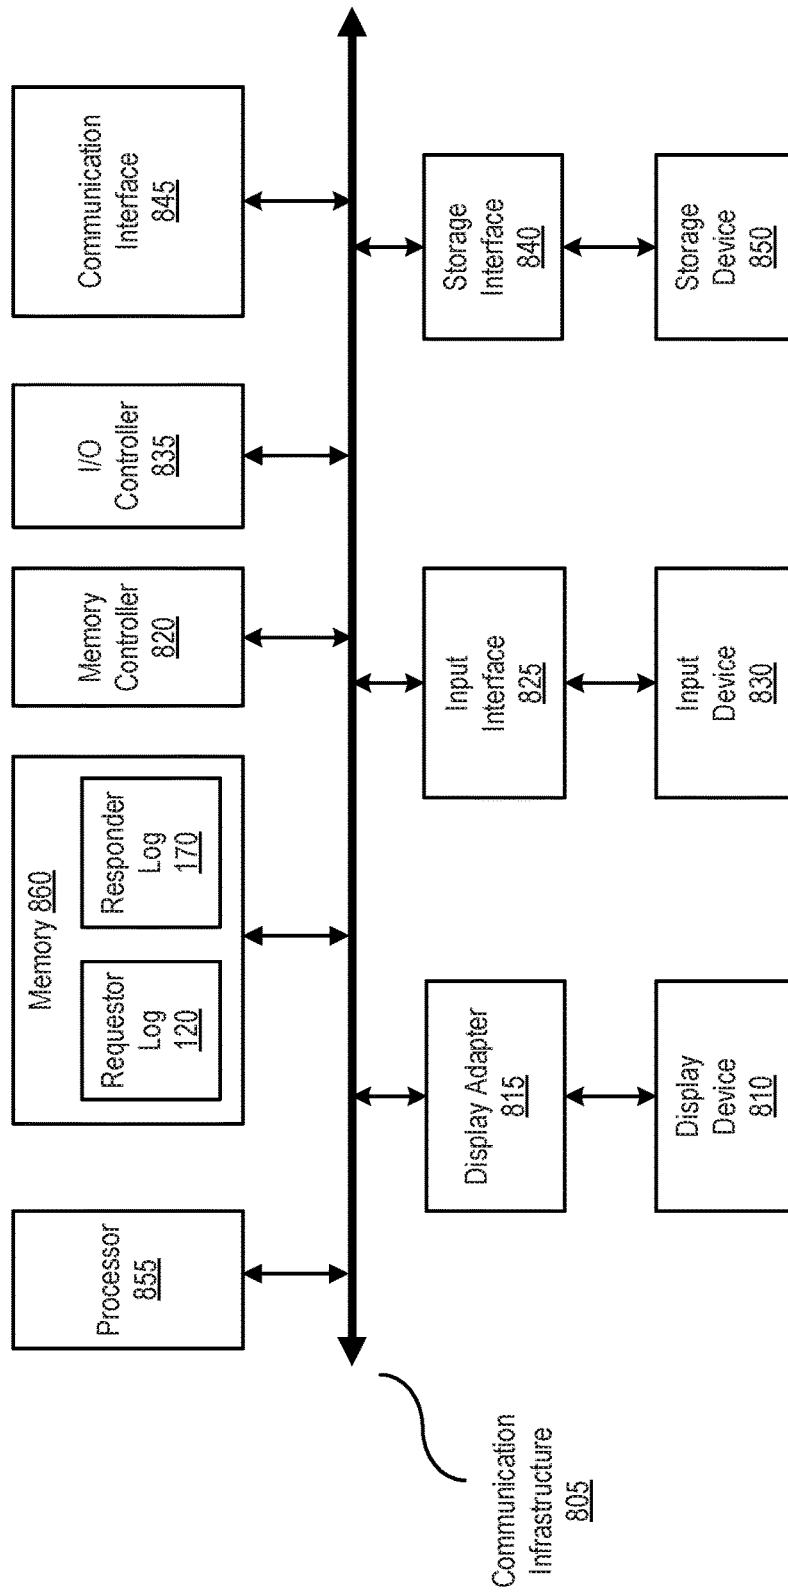 Processor
855
Memory 860
Requestor
Log
120
Responder
Log
170
Memory
Controller
820
I/O
Controller
835
Communication
Interface
845
Communication
Infrastructure
805
Display Adapter
815
Input
Interface
825
Storage
Interface
840
Display
Device
810
Input
Device
830
Storage
Device
850